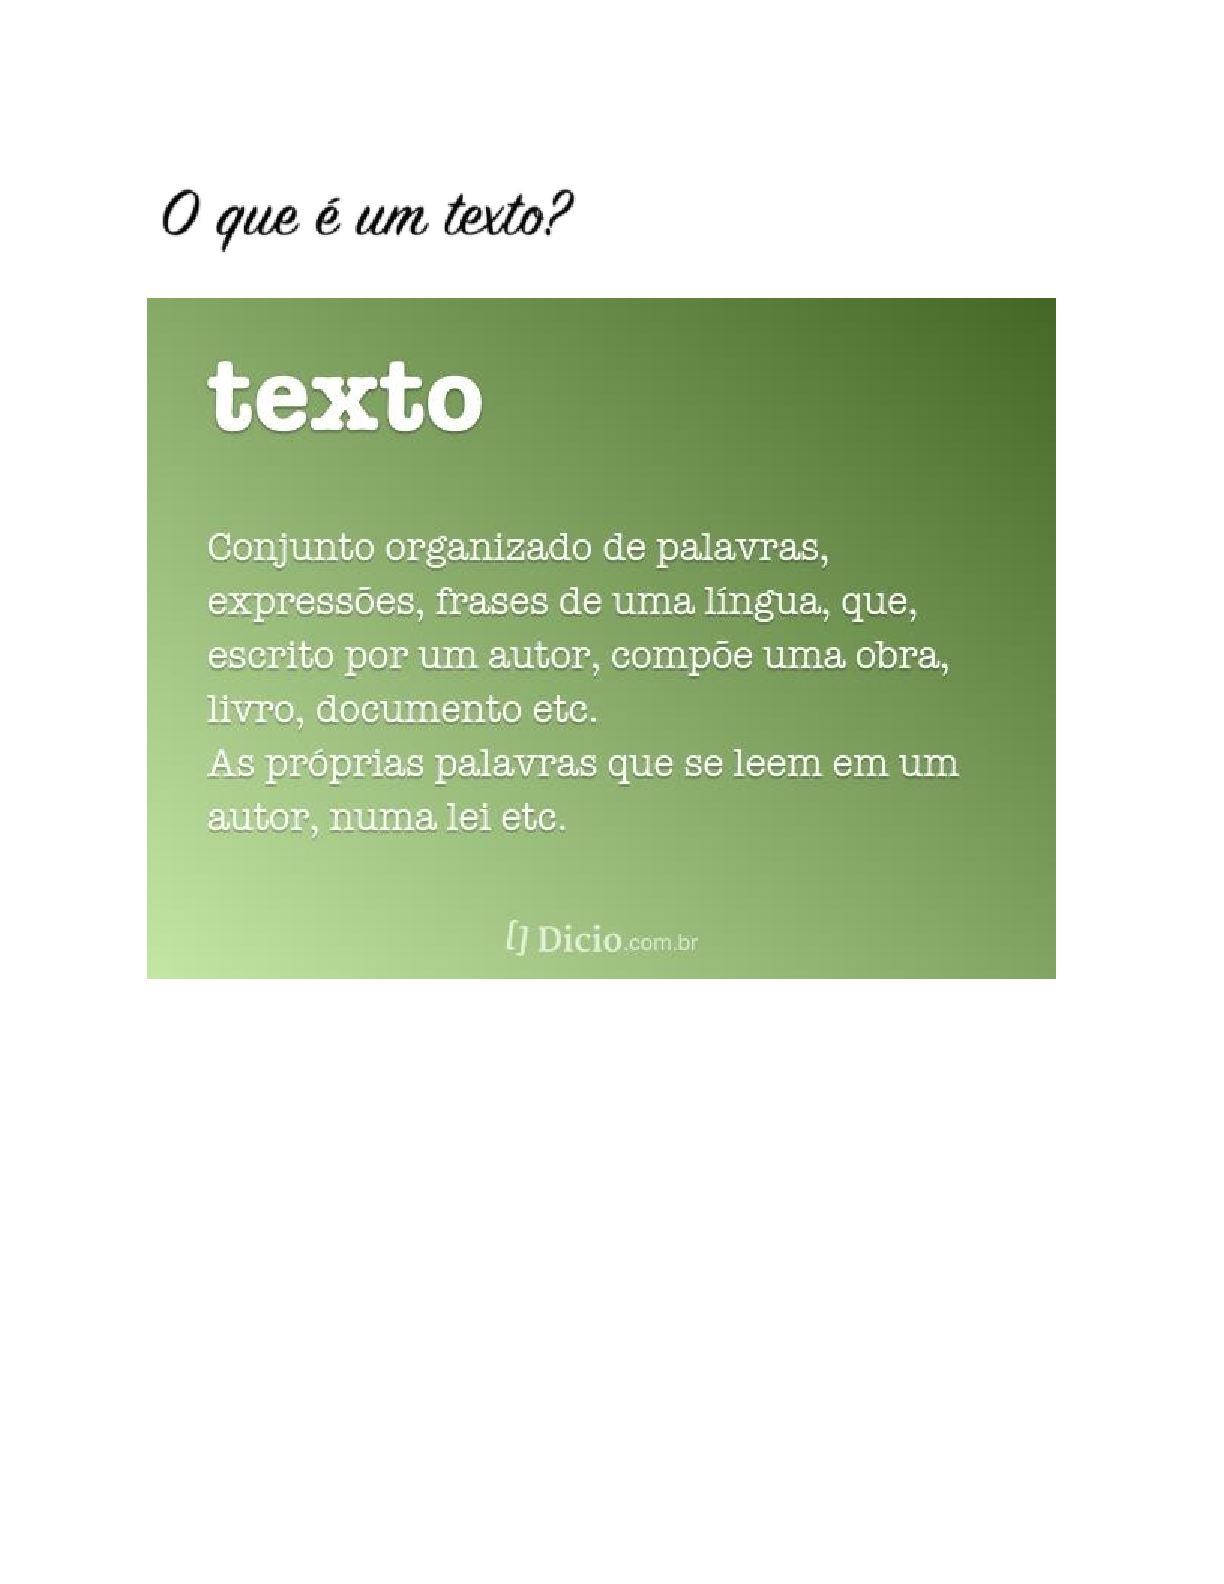 O que é um texto?
texto
Conjunto organizado de palavras,
expressões, frases de uma língua, que,
escrito por um autor, compõe uma obra,
livro, documento etc.
As próprias palavras que se leem em um
autor, numa lei etc.
Dicio.com.br